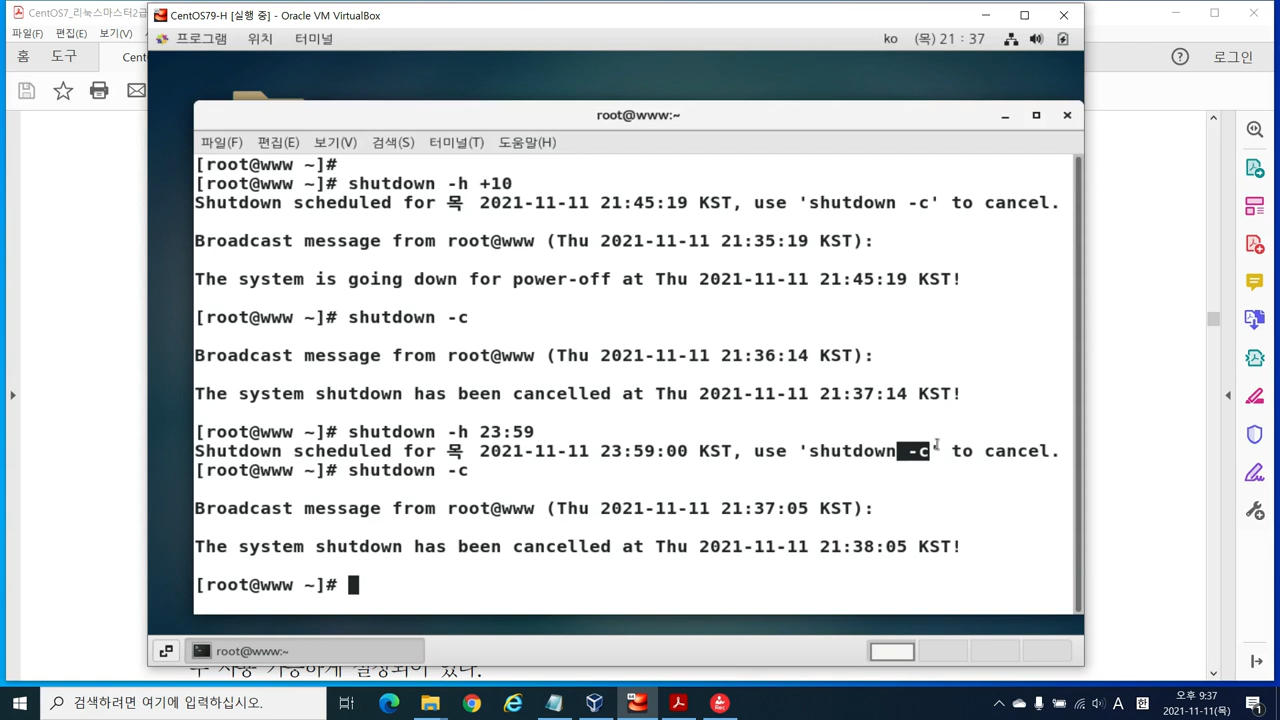 CentOS7_리눅스마스터2급
CentOS79-H [실행 중] - Oracle VM VirtualBox
파일(F) 편집(E) 보기(V)
프로그램 위치 터미널 ko (목) 21 : 37
홈 도구 Cent 로그인
root@www:~
파일(F) 편집(E) 보기(V) 검색(S) 터미널(T) 도움말(H)
[root@www ~]#
[root@www ~]# shutdown -h +10
Shutdown scheduled for 목 2021-11-11 21:45:19 KST, use 'shutdown -c' to cancel.
Broadcast message from root@www (Thu 2021-11-11 21:35:19 KST):
The system is going down for power-off at Thu 2021-11-11 21:45:19 KST!
[root@www ~]# shutdown -c
Broadcast message from root@www (Thu 2021-11-11 21:36:14 KST):
The system shutdown has been cancelled at Thu 2021-11-11 21:37:14 KST!
[root@www ~]# shutdown -h 23:59
Shutdown scheduled for 목 2021-11-11 23:59:00 KST, use 'shutdown -c' to cancel.
[root@www ~]# shutdown -c
Broadcast message from root@www (Thu 2021-11-11 21:37:05 KST):
The system shutdown has been cancelled at Thu 2021-11-11 21:38:05 KST!
[root@www ~]#
root@www:~
있다.
검색하려면 여기에 입력하십시오.
A 한 오후 9:37
2021-11-11(목)